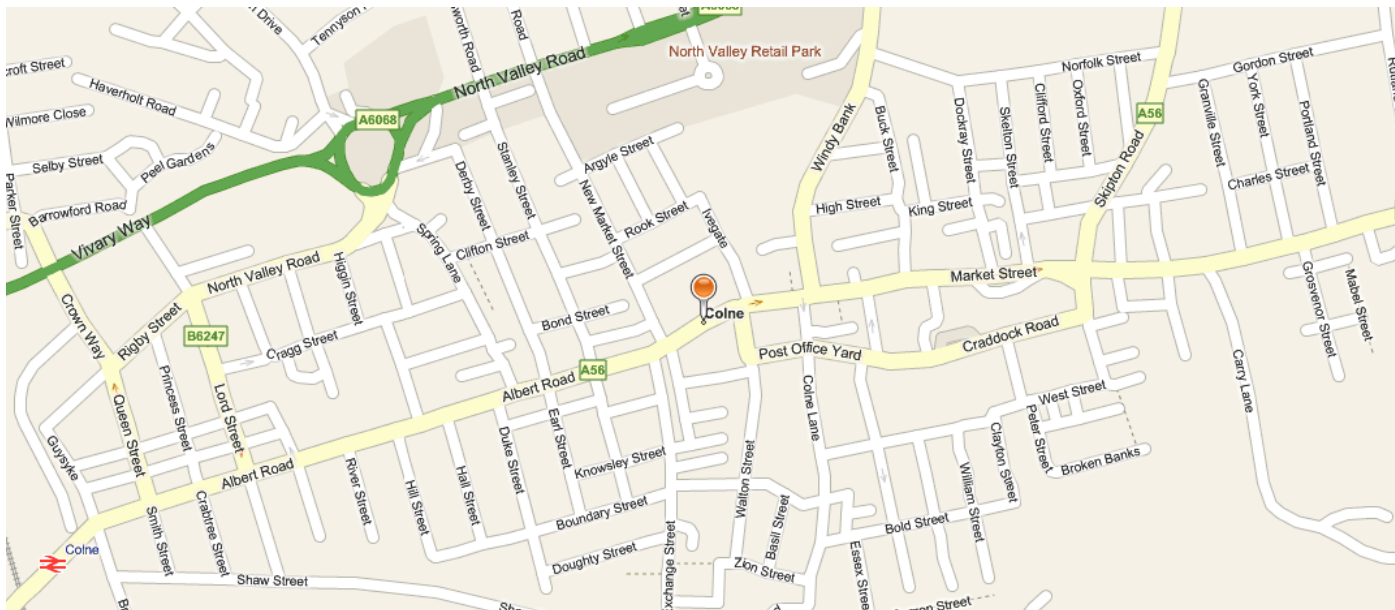 Tennyson
Drive
Road
A6068
North Valley Retail Park
croft Street
Haverholt Road
North Valley Road
Norfolk Street
Gordon Street
Wilmore Close
A6068
Buck Street
Dockray Street
Skelton Street
Clifford Street
Oxford Street
A56
Granville Street
York Street
Portland Street
Selby Street
Peel Gardens
Argyle Street
Stanley Street
Derby Street
Windy Bank
Skipton Road
Charles Street
Parker Street
Barrowford Road
New Market Street
Rook Street
Ivegate
High Street
King Street
Vivary Way
Spring Lane
Clifton Street
North Valley Road
Higgin Street
Market Street
Grosvenor Street
Mabel Street
Crown Way
Rigby Street
B6247
Cragg Street
Bond Street
Colne
Post Office Yard
Craddock Road
Princess Street
Lord Street
Albert Road
A56
Colne Lane
West Street
Carry Lane
Queen Street
Guysyke
Albert Road
River Street
Hill Street
Hall Street
Duke Street
Earl Street
Knowsley Street
Walton Street
Clayton Street
Peter Street
Broken Banks
William Street
Smith Street
Crabtree Street
Boundary Street
Basil Street
Bold Street
Colne
Doughty Street
Exchange Street
Zion Street
Essex Street
Shaw Street